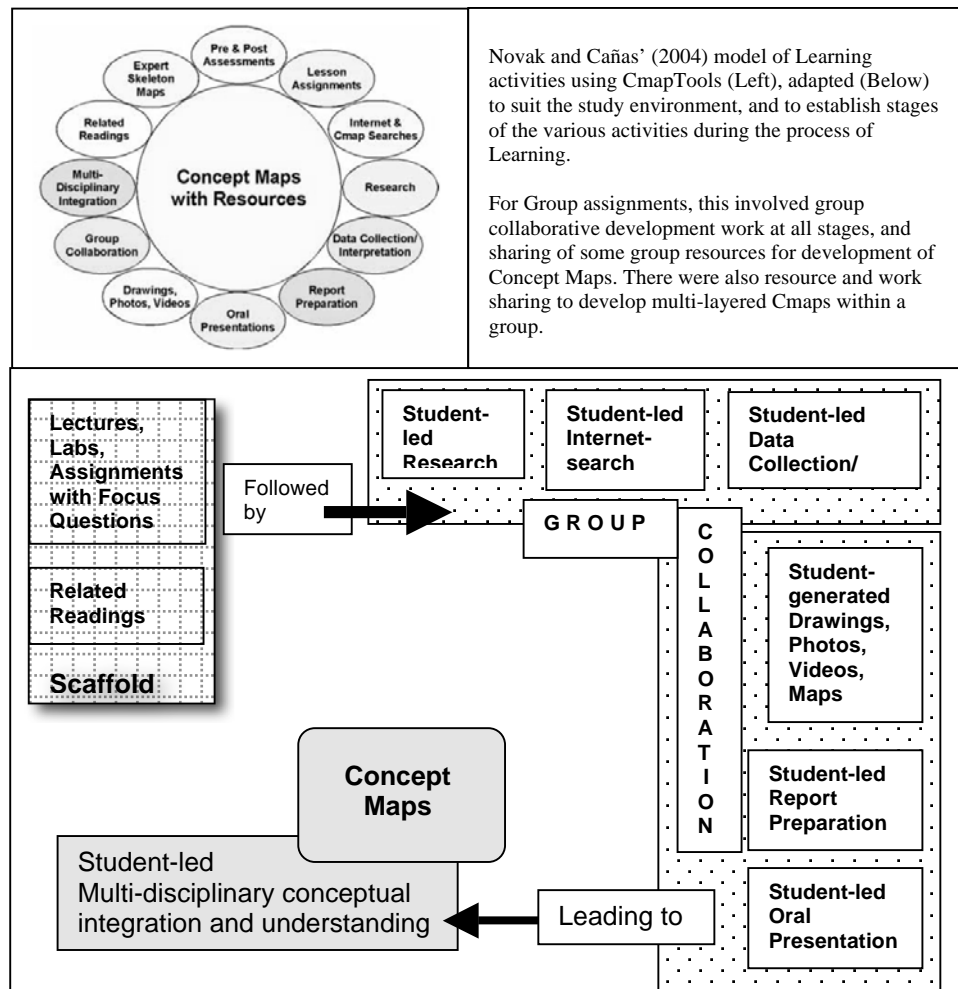 Pre & Post
Assessments
Lesson
Assignments
Internet &
Cmap Searches
Research
Data Collection/
Interpretation
Report
Preparation
Oral
Presentations
Drawings,
Photos, Videos
Group
Collaboration
Multi-
Disciplinary
Integration
Related
Readings
Expert
Skeleton
Maps
Concept Maps
with Resources
Novak and Cañas’ (2004) model of Learning
activities using CmapTools (Left), adapted (Below)
to suit the study environment, and to establish stages
of the various activities during the process of
Learning.
For Group assignments, this involved group
collaborative development work at all stages, and
sharing of some group resources for development of
Concept Maps. There were also resource and work
sharing to develop multi-layered Cmaps within a
group.
Lectures,
Labs,
Assignments
with Focus
Questions
Related
Readings
Scaffold
Followed
by
Student-
led
Research
Student-led
Internet-
search
Student-led
Data
Collection/
G R O U P
C
O
L
L
A
B
O
R
A
T
I
O
N
Student-
generated
Drawings,
Photos,
Videos,
Maps
Student-led
Report
Preparation
Student-led
Oral
Presentation
Leading to
Concept
Maps
Student-led
Multi-disciplinary conceptual
integration and understanding